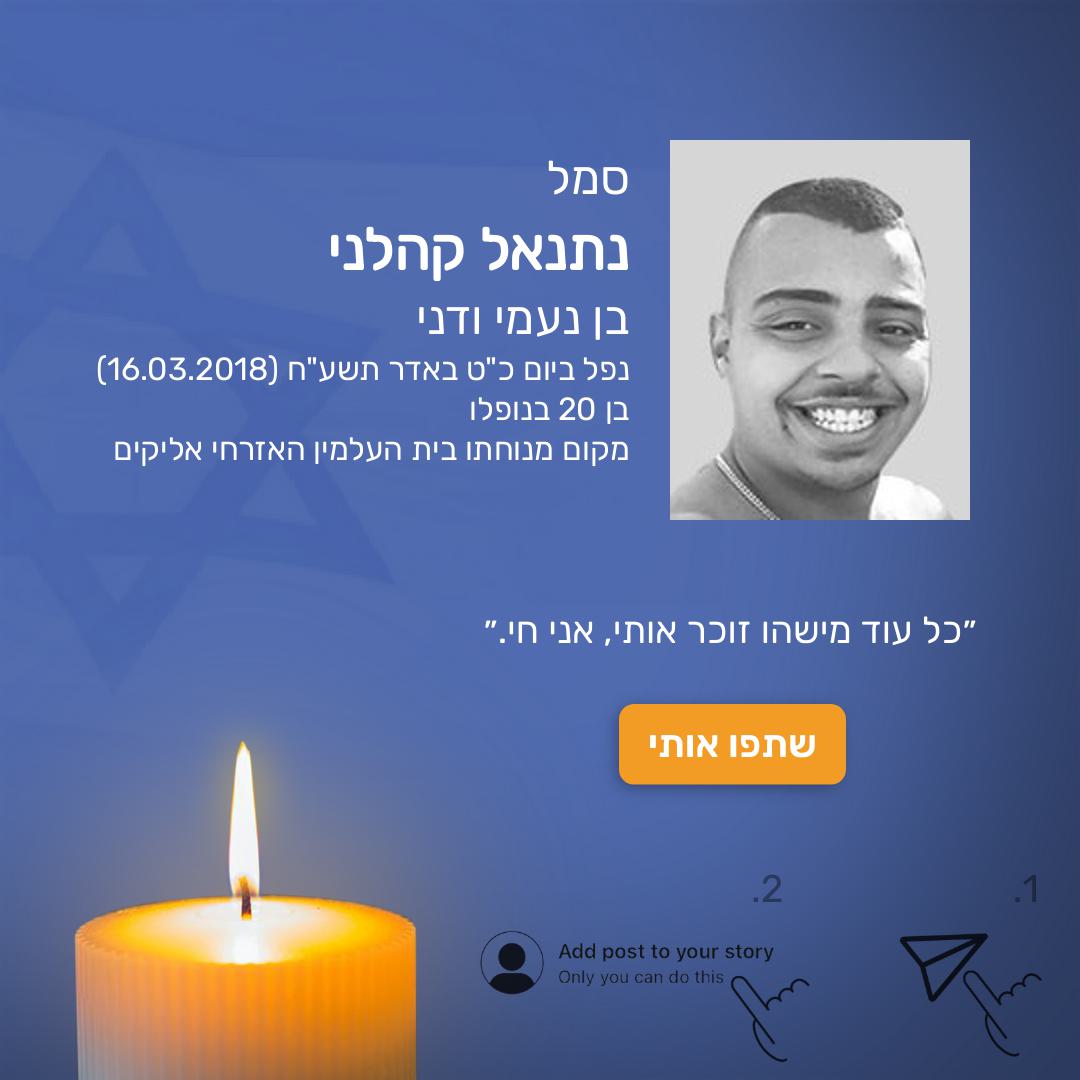 סמל
נתנאל קהלני
בן נעמי ודני
נפל ביום כ"ט באדר תשע"ח (16.03.2018)
בן 20 בנופלו
מקום מנוחתו בית העלמין האזרחי אליקים
״כל עוד מישהו זוכר אותי, אני חי.״
שתפו אותי
.1
.2
Add post to your story
Only you can do this